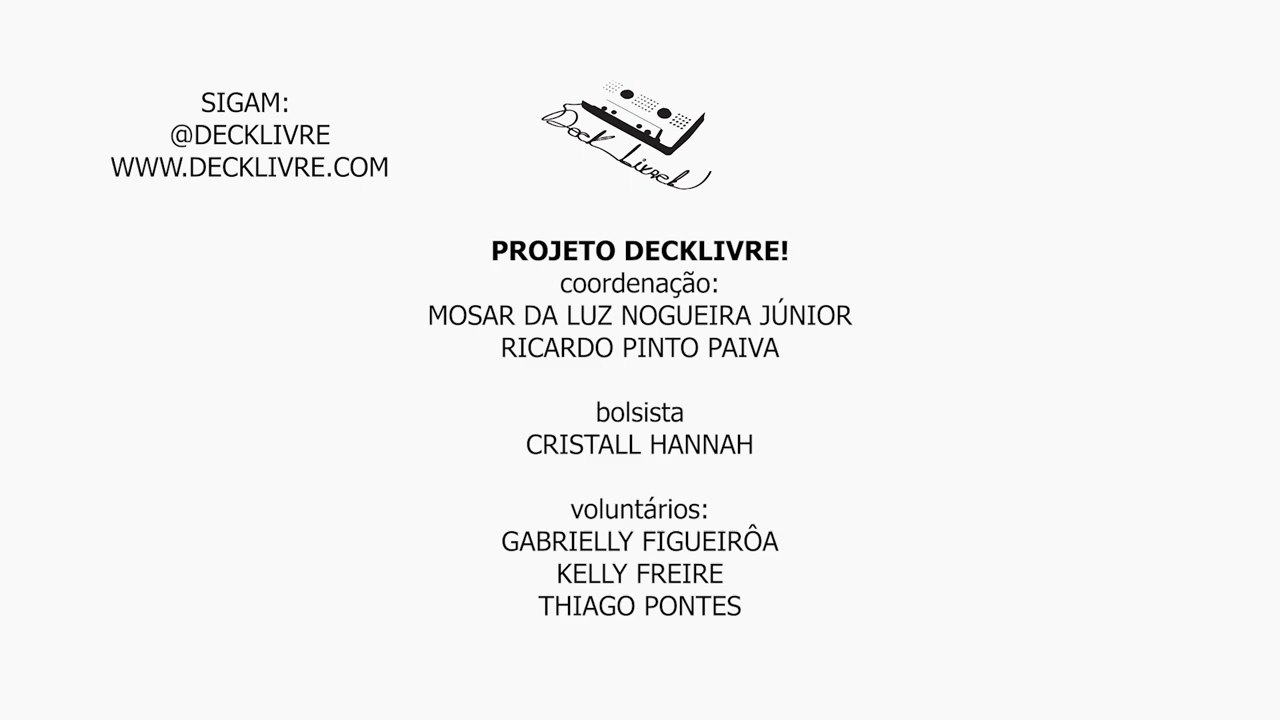 SIGAM:
@DECKLIVRE
WWW.DECKLIVRE.COM
Deck Livre
PROJETO DECKLIVRE!
coordenação:
MOSAR DA LUZ NOGUEIRA JÚNIOR
RICARDO PINTO PAIVA
bolsista
CRISTALL HANNAH
voluntários:
GABRIELLY FIGUEIRÔA
KELLY FREIRE
THIAGO PONTES